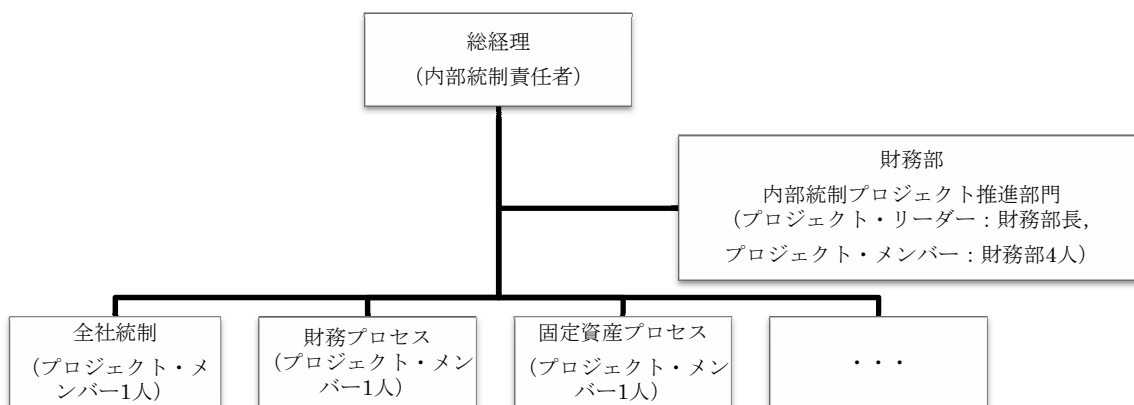 総経理
（内部統制責任者）
財務部
内部統制プロジェクト推進部門
（プロジェクト・リーダー：財務部長，
プロジェクト・メンバー：財務部4人）
全社統制
（プロジェクト・メ
ンバー1人）
財務プロセス
（プロジェクト・メン
バー1人）
固定資産プロセス
（プロジェクト・メン
バー1人）
・・・